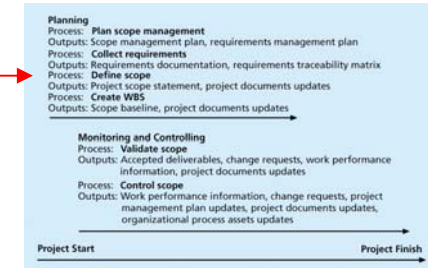 Planning
Process: Plan scope management
Outputs: Scope management plan, requirements management plan
Process: Collect requirements
Outputs: Requirements documentation, requirements traceability matrix
Process: Define scope
Outputs: Project scope statement, project documents updates
Process: Create WBS
Outputs: Scope baseline, project documents updates
Monitoring and Controlling
Process: Validate scope
Outputs: Accepted deliverables, change requests, work performance
information, project documents updates
Process: Control scope
Outputs: Work performance information, change requests, project
management plan updates, project documents updates,
organizational process assets updates
Project Start
Project Finish